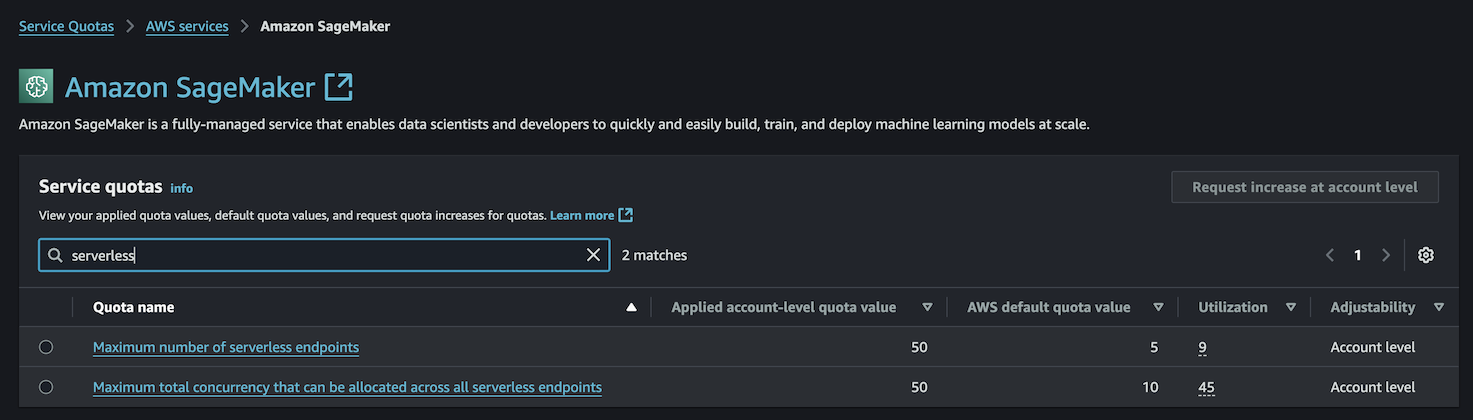 Service Quotas > AWS services > Amazon SageMaker
Amazon SageMaker
Amazon SageMaker is a fully-managed service that enables data scientists and developers to quickly and easily build, train, and deploy machine learning models at scale.
Service quotas info
Request increase at account level
View your applied quota values, default quota values, and request quota increases for quotas. Learn more
serverless
2 matches
1
Quota name Applied account-level quota value AWS default quota value Utilization Adjustability
Maximum number of serverless endpoints 50 5 9 Account level
Maximum total concurrency that can be allocated across all serverless endpoints 50 10 45 Account level